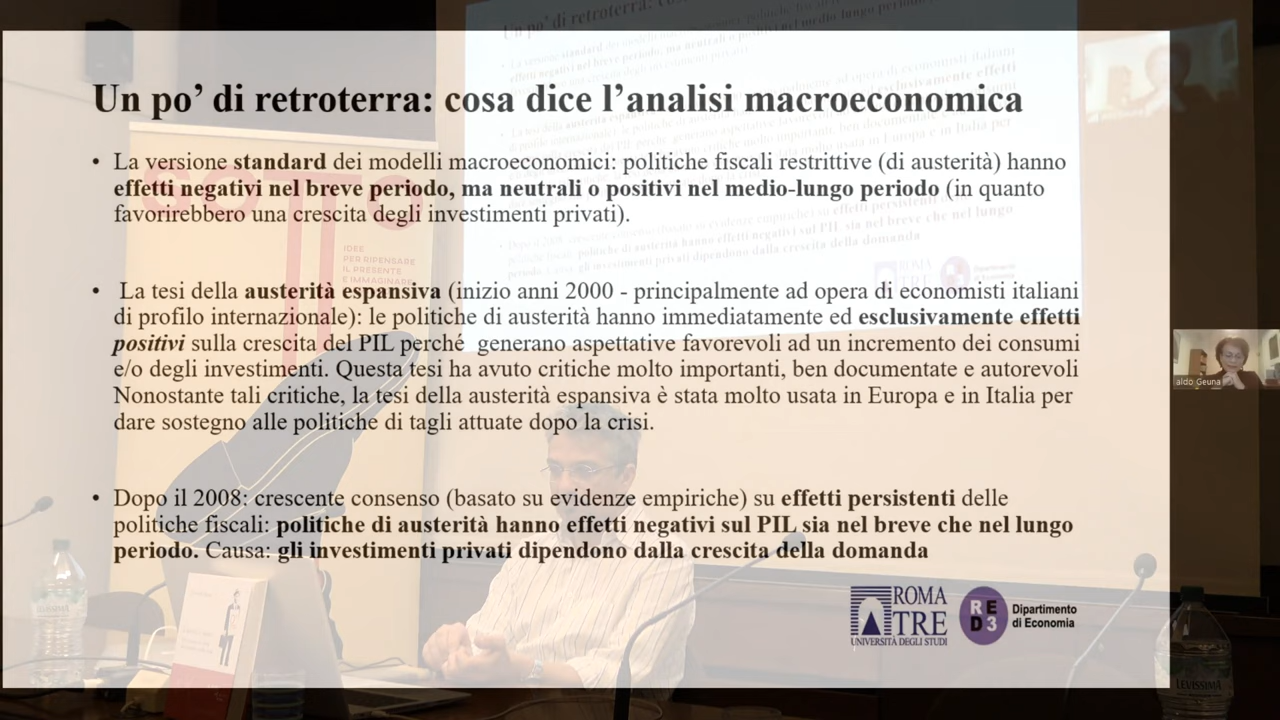 Un po’ di retroterra: cosa dice l’analisi macroeconomica
• La versione standard dei modelli macroeconomici: politiche fiscali restrittive (di austerità) hanno
effetti negativi nel breve periodo, ma neutrali o positivi nel medio-lungo periodo (in quanto
favorirebbero una crescita degli investimenti privati).
• La tesi della austerità espansiva (inizio anni 2000 - principalmente ad opera di economisti italiani
di profilo internazionale): le politiche di austerità hanno immediatamente ed esclusivamente effetti
positivi sulla crescita del PIL perché generano aspettative favorevoli ad un incremento dei consumi
e/o degli investimenti. Questa tesi ha avuto critiche molto importanti, ben documentate e autorevoli
Nonostante tali critiche, la tesi della austerità espansiva è stata molto usata in Europa e in Italia per
dare sostegno alle politiche di tagli attuate dopo la crisi.
• Dopo il 2008: crescente consenso (basato su evidenze empiriche) su effetti persistenti delle
politiche fiscali: politiche di austerità hanno effetti negativi sul PIL sia nel breve che nel lungo
periodo. Causa: gli investimenti privati dipendono dalla crescita della domanda
ROMA
TRE
UNIVERSITÀ DEGLI STUDI
RE
D3
Dipartimento
di Economia
aldo Geuna
IDEE
PER RIPENSARE
IL PRESENTE
E IMMAGINARE
LEVISSIMA